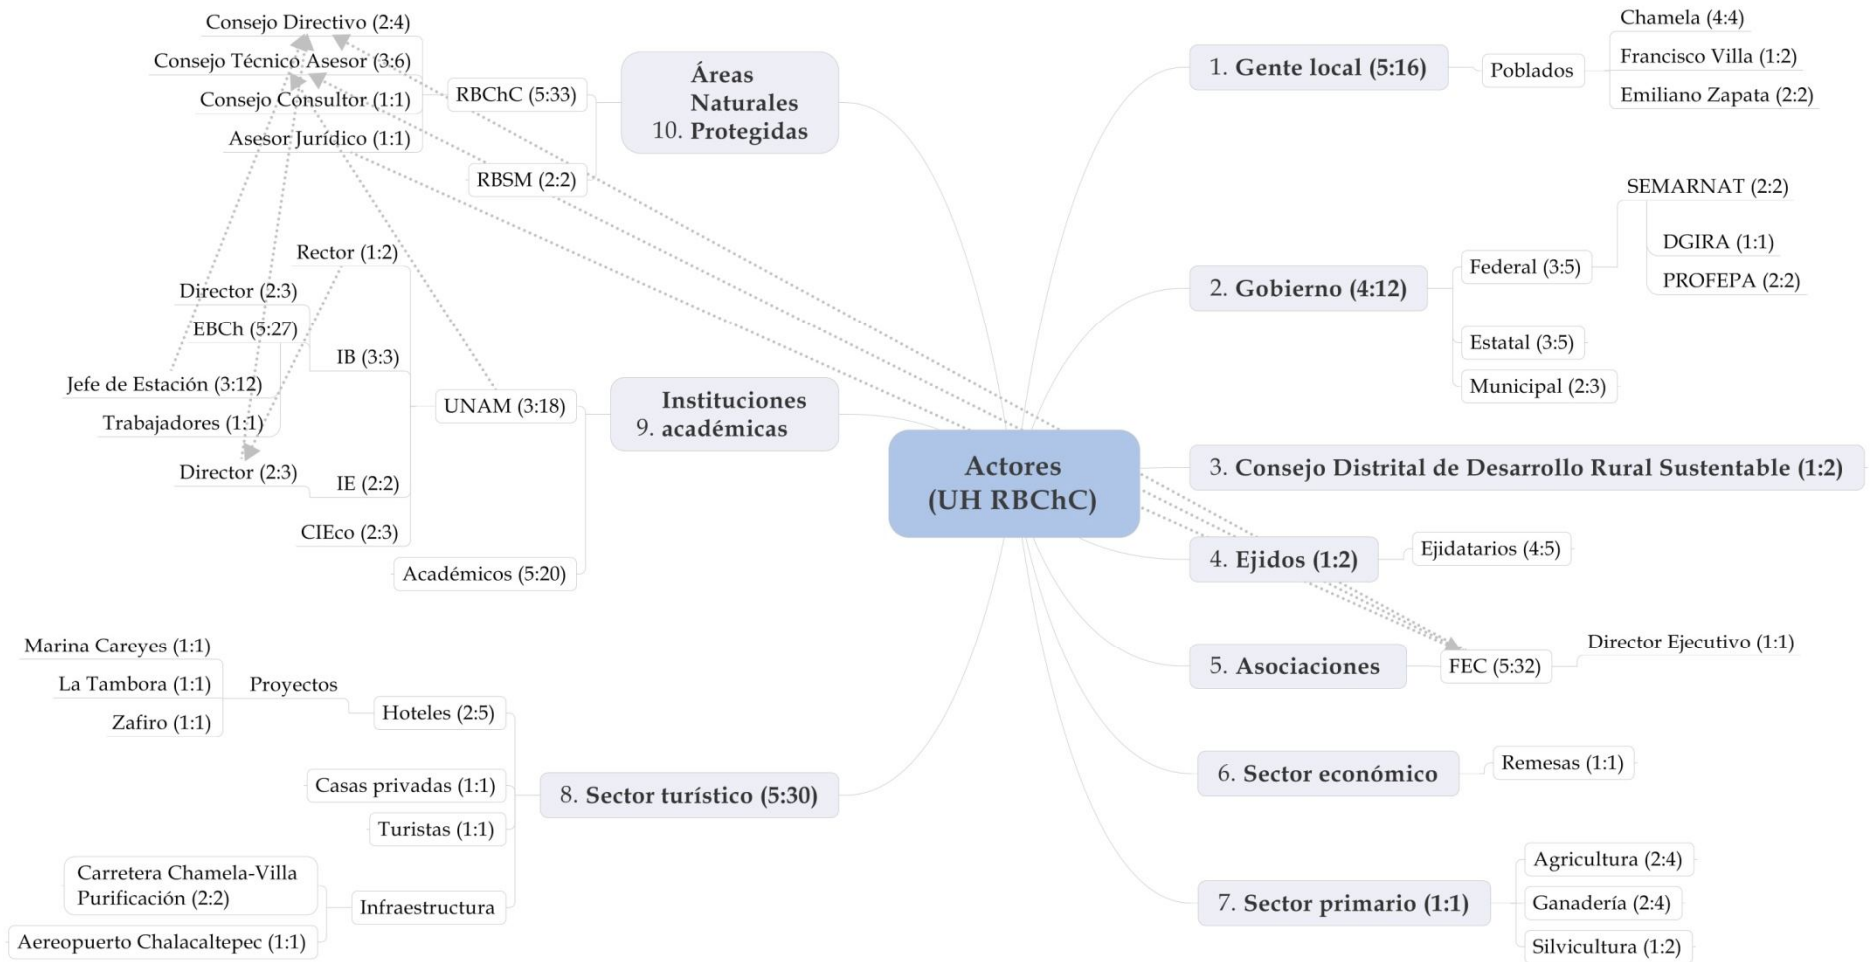 Actores
(UH RBChC)
1. Gente local (5:16)
Poblados
Chamela (4:4)
Francisco Villa (1:2)
Emiliano Zapata (2:2)
2. Gobierno (4:12)
Federal (3:5)
SEMARNAT (2:2)
DGIRA (1:1)
PROFEPA (2:2)
Estatal (3:5)
Municipal (2:3)
3. Consejo Distrital de Desarrollo Rural Sustentable (1:2)
4. Ejidos (1:2)
Ejidatarios (4:5)
5. Asociaciones
FEC (5:32)
Director Ejecutivo (1:1)
6. Sector económico
Remesas (1:1)
7. Sector primario (1:1)
Agricultura (2:4)
Ganadería (2:4)
Silvicultura (1:2)
8. Sector turístico (5:30)
Hoteles (2:5)
Proyectos
Marina Careyes (1:1)
La Tambora (1:1)
Zafiro (1:1)
Casas privadas (1:1)
Turistas (1:1)
Infraestructura
Carretera Chamela-Villa
Purificación (2:2)
Aereopuerto Chalacaltepec (1:1)
Instituciones
9. académicas
UNAM (3:18)
Rector (1:2)
IB (3:3)
Director (2:3)
EBCh (5:27)
Jefe de Estación (3:12)
Trabajadores (1:1)
IE (2:2)
Director (2:3)
CIEco (2:3)
Académicos (5:20)
Áreas
Naturales
10. Protegidas
RBChC (5:33)
Consejo Directivo (2:4)
Consejo Técnico Asesor (3:6)
Consejo Consultor (1:1)
Asesor Jurídico (1:1)
RBSM (2:2)